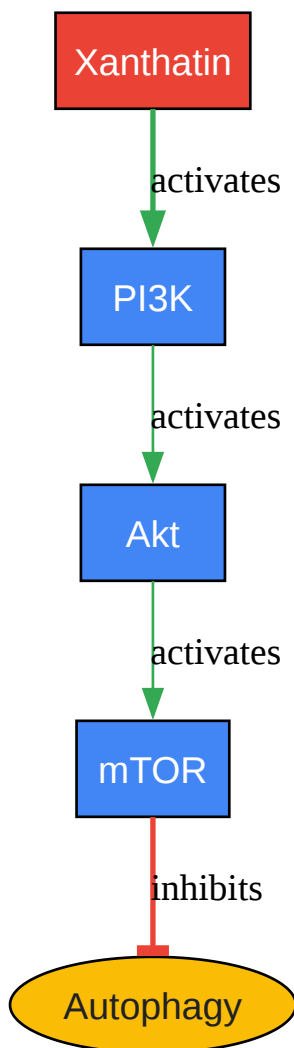 Xanthatin
activates
PI3K
activates
Akt
activates
mTOR
inhibits
Autophagy